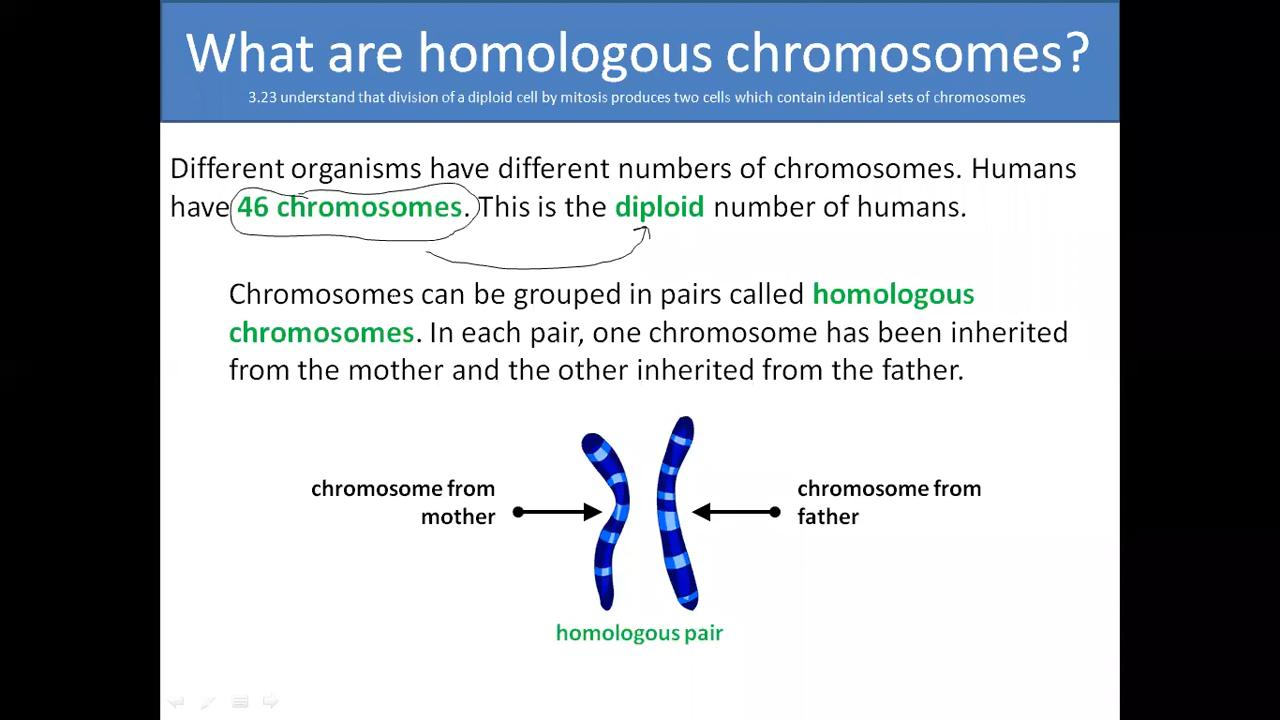 What are homologous chromosomes?
3.23 understand that division of a diploid cell by mitosis produces two cells which contain identical sets of chromosomes
Different organisms have different numbers of chromosomes. Humans
have 46 chromosomes. This is the diploid number of humans.
Chromosomes can be grouped in pairs called homologous
chromosomes. In each pair, one chromosome has been inherited
from the mother and the other inherited from the father.
chromosome from
mother
chromosome from
father
homologous pair